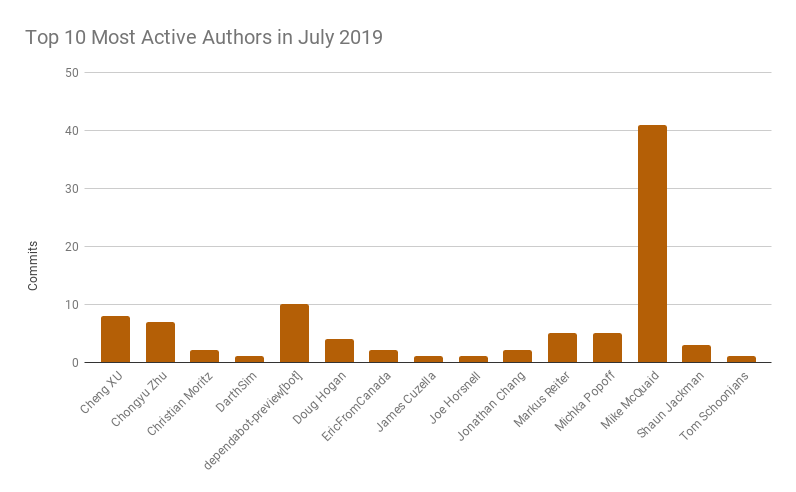 Top 10 Most Active Authors in July 2019
50
40
30
20
10
0
Commits
Cheng XU
Chongyu Zhu
Christian Moritz
DarthSim
dependabot-preview[bot]
Doug Hogan
EricFromCanada
James Cuzella
Joe Horsnell
Jonathan Chang
Markus Reiter
Michka Popoff
Mike McQuaid
Shaun Jackman
Tom Schoonjans